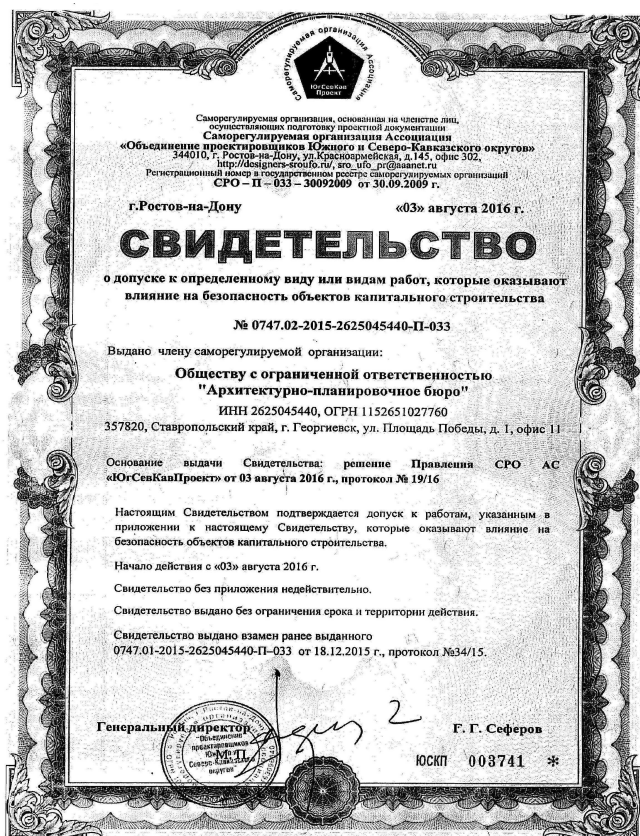 Саморегулируемая организация Ассоциация
ЮгСевКав
Проект
Саморегулируемая организация, основанная на членстве лиц,
осуществляющих подготовку проектной документации
Саморегулируемая организация Ассоциация
«Объединение проектировщиков Южного и Северо-Кавказского округов»
344010, г. Ростов-на-Дону, ул.Красноармейская, д.145, офис 302,
http://designers-sroufo.ru/, sro_ufo_pr@aaanet.ru
Регистрационный номер в государственном реестре саморегулируемых организаций
СРО – П – 033 – 30092009 от 30.09.2009 г.
г.Ростов-на-Дону «03» августа 2016 г.
СВИДЕТЕЛЬСТВО
о допуске к определенному виду или видам работ, которые оказывают
влияние на безопасность объектов капитального строительства
№ 0747.02-2015-2625045440-П-033
Выдано члену саморегулируемой организации:
Обществу с ограниченной ответственностью
"Архитектурно-планировочное бюро"
ИНН 2625045440, ОГРН 1152651027760
357820, Ставропольский край, г. Георгиевск, ул. Площадь Победы, д. 1, офис 11
Основание выдачи Свидетельства: решение Правления СРО АС
«ЮгСевКавПроект» от 03 августа 2016 г., протокол № 19/16
Настоящим Свидетельством подтверждается допуск к работам, указанным в
приложении к настоящему Свидетельству, которые оказывают влияние на
безопасность объектов капитального строительства.
Начало действия с «03» августа 2016 г.
Свидетельство без приложения недействительно.
Свидетельство выдано без ограничения срока и территории действия.
Свидетельство выдано взамен ранее выданного
0747.01-2015-2625045440-П–033 от 18.12.2015 г., протокол №34/15.
Генеральный директор Г. Г. Сеферов
"Объединение
проектировщиков
Южного и
Северо-Кавказского
округов"
М.П.
ЮСКП 003741 *